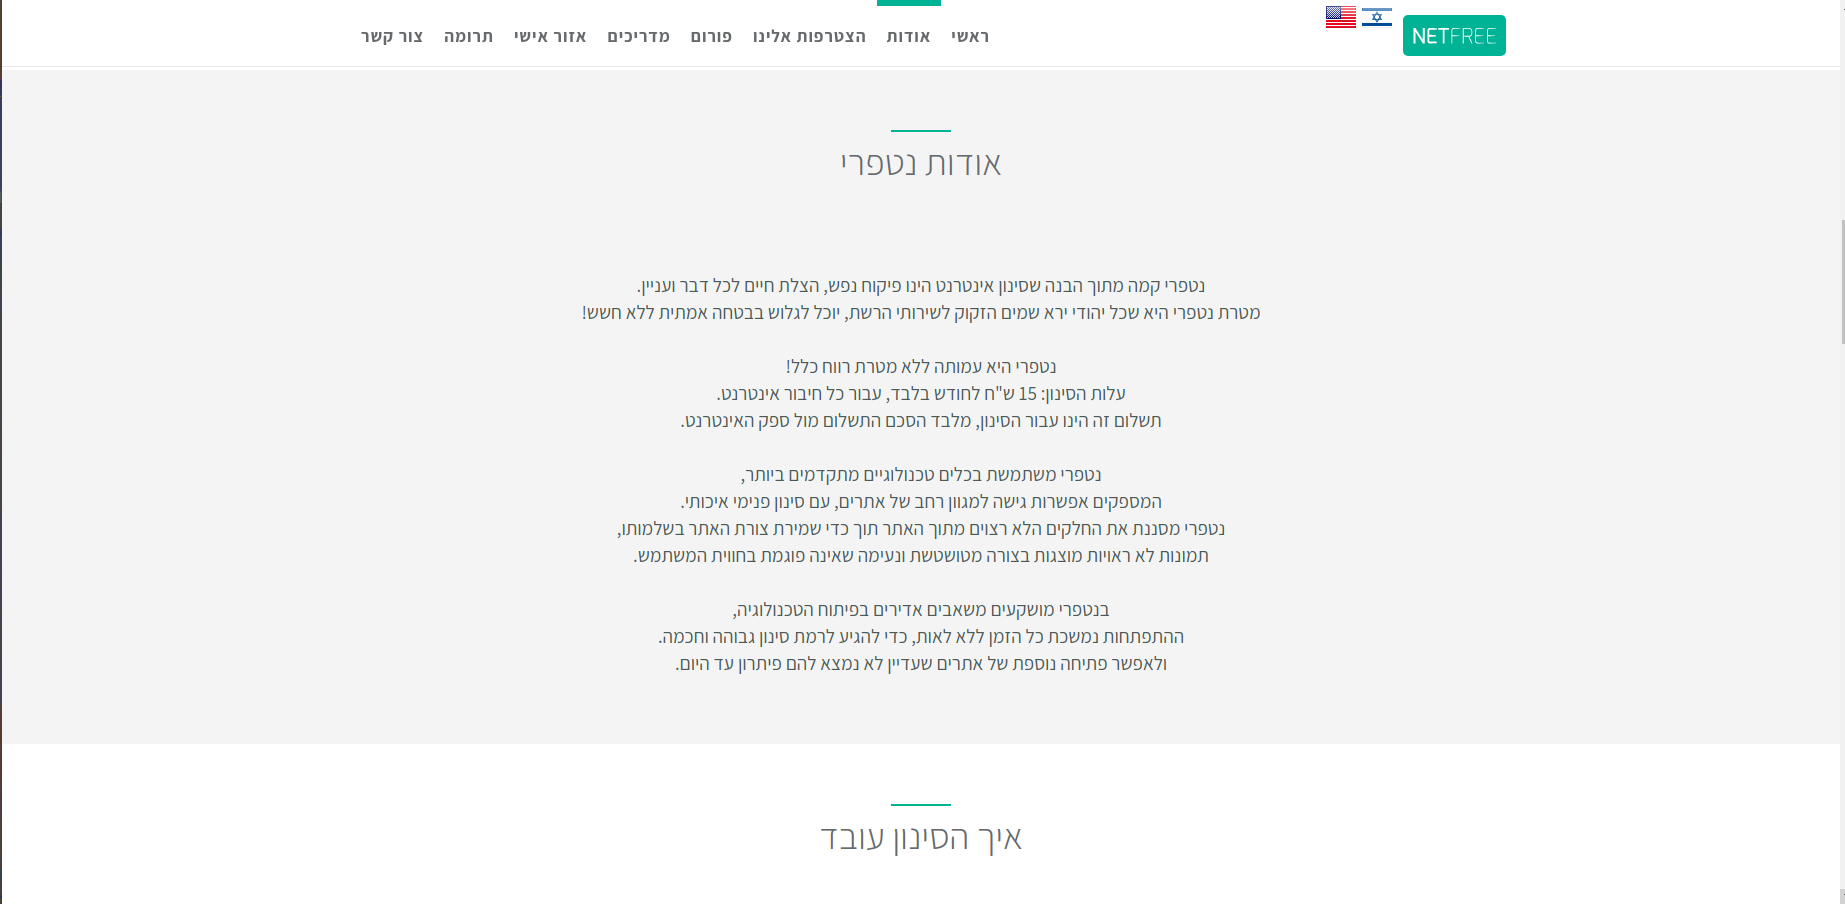 NETFREE
ראשי אודות הצטרפות אלינו פורום מדריכים אזור אישי תרומה צור קשר
אודות נטפרי
נטפרי קמה מתוך הבנה שסינון אינטרנט הינו פיקוח נפש, הצלת חיים לכל דבר ועניין.
מטרת נטפרי היא שכל יהודי ירא שמים הזקוק לשירותי הרשת, יוכל לגלוש בבטחה אמתית ללא חשש!
נטפרי היא עמותה ללא מטרת רווח כלל!
עלות הסינון: 15 ש"ח לחודש בלבד, עבור כל חיבור אינטרנט.
תשלום זה הינו עבור הסינון, מלבד הסכם התשלום מול ספק האינטרנט.
נטפרי משתמשת בכלים טכנולוגיים מתקדמים ביותר,
המספקים אפשרות גישה למגוון רחב של אתרים, עם סינון פנימי איכותי.
נטפרי מסננת את החלקים הלא רצוים מתוך האתר תוך כדי שמירת צורת האתר בשלמותו,
תמונות לא ראויות מוצגות בצורה מטושטשת ונעימה שאינה פוגמת בחווית המשתמש.
בנטפרי מושקעים משאבים אדירים בפיתוח הטכנולוגיה,
ההתפתחות נמשכת כל הזמן ללא לאות, כדי להגיע לרמת סינון גבוהה וחכמה.
ולאפשר פתיחה נוספת של אתרים שעדיין לא נמצא להם פיתרון עד היום.
איך הסינון עובד